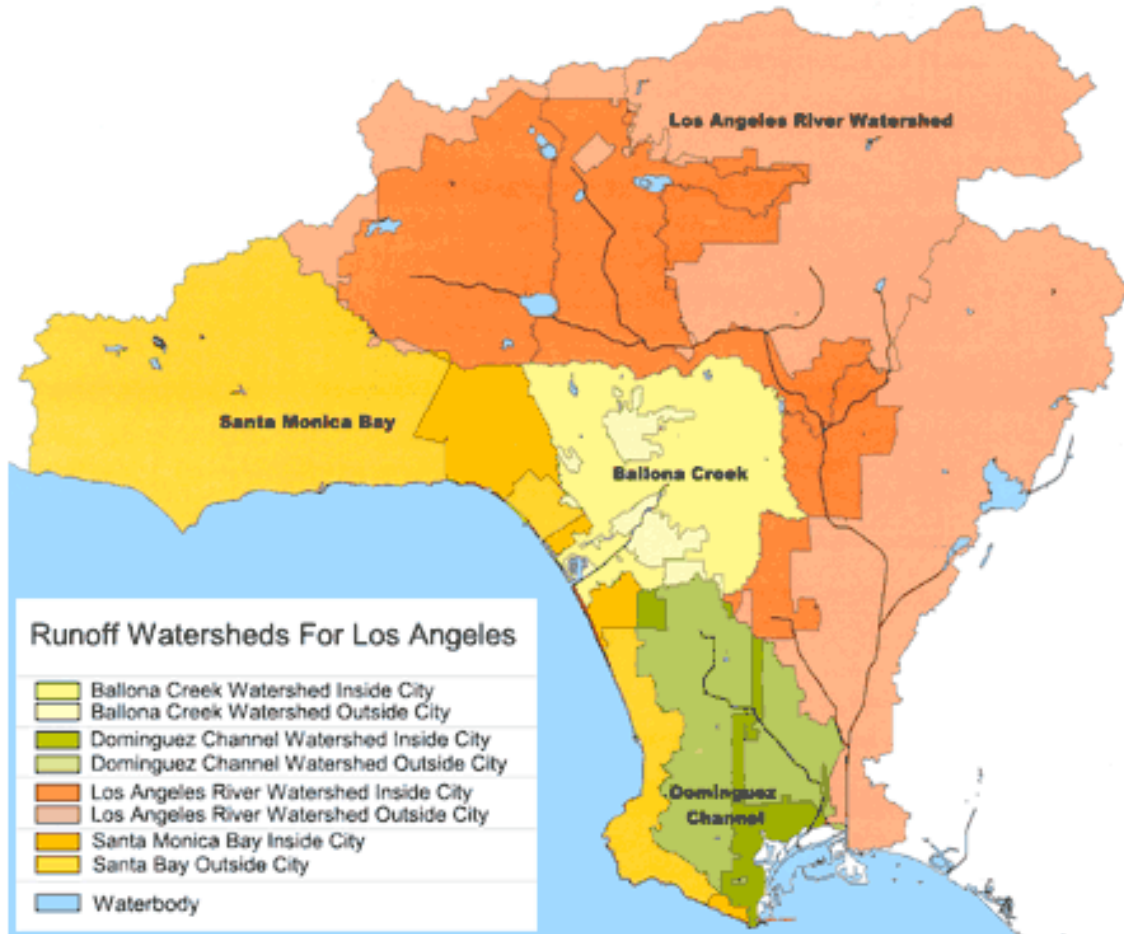 Los Angeles River Watershed
Santa Monica Bay
Ballona Creek
Runoff Watersheds For Los Angeles
Ballona Creek Watershed Inside City
Ballona Creek Watershed Outside City
Dominguez Channel Watershed Inside City
Dominguez Channel Watershed Outside City
Los Angeles River Watershed Inside City
Los Angeles River Watershed Outside City
Santa Monica Bay Inside City
Santa Bay Outside City
Waterbody
Dominguez
Channel